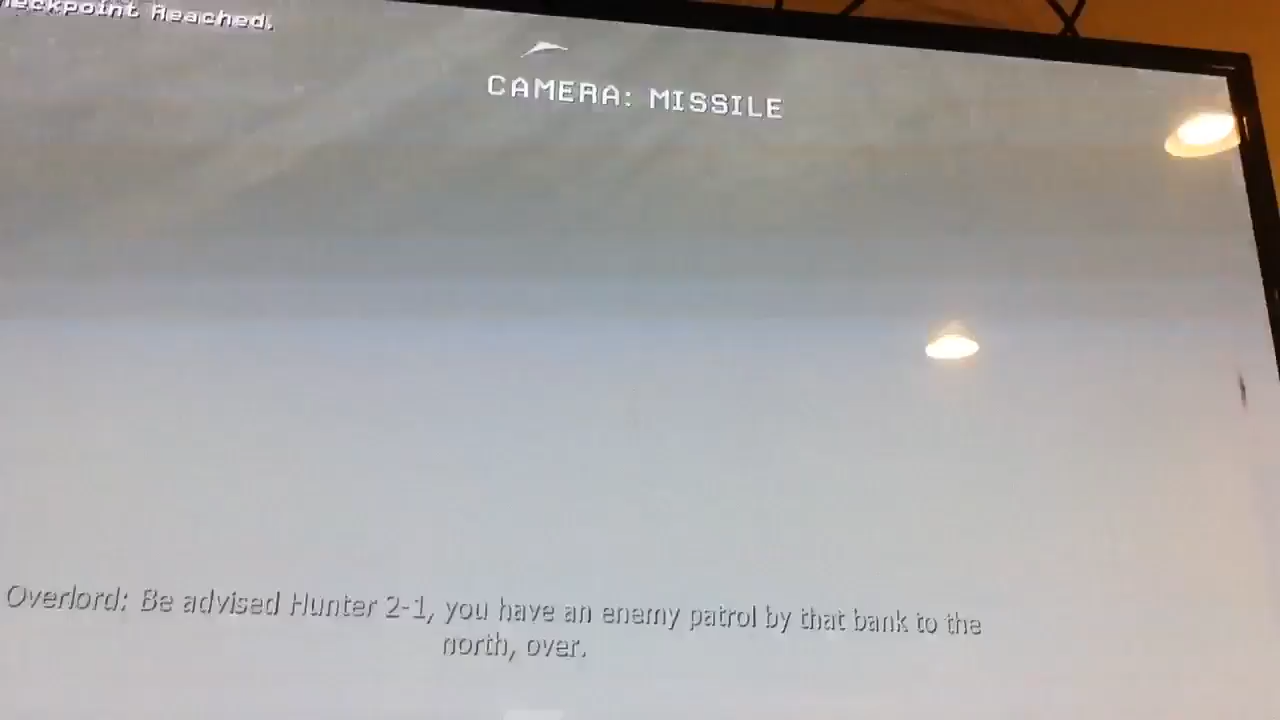 eckpoint Reached.
CAMERA: MISSILE
Overlord: Be advised Hunter 2-1, you have an enemy patrol by that bank to the
north, over.